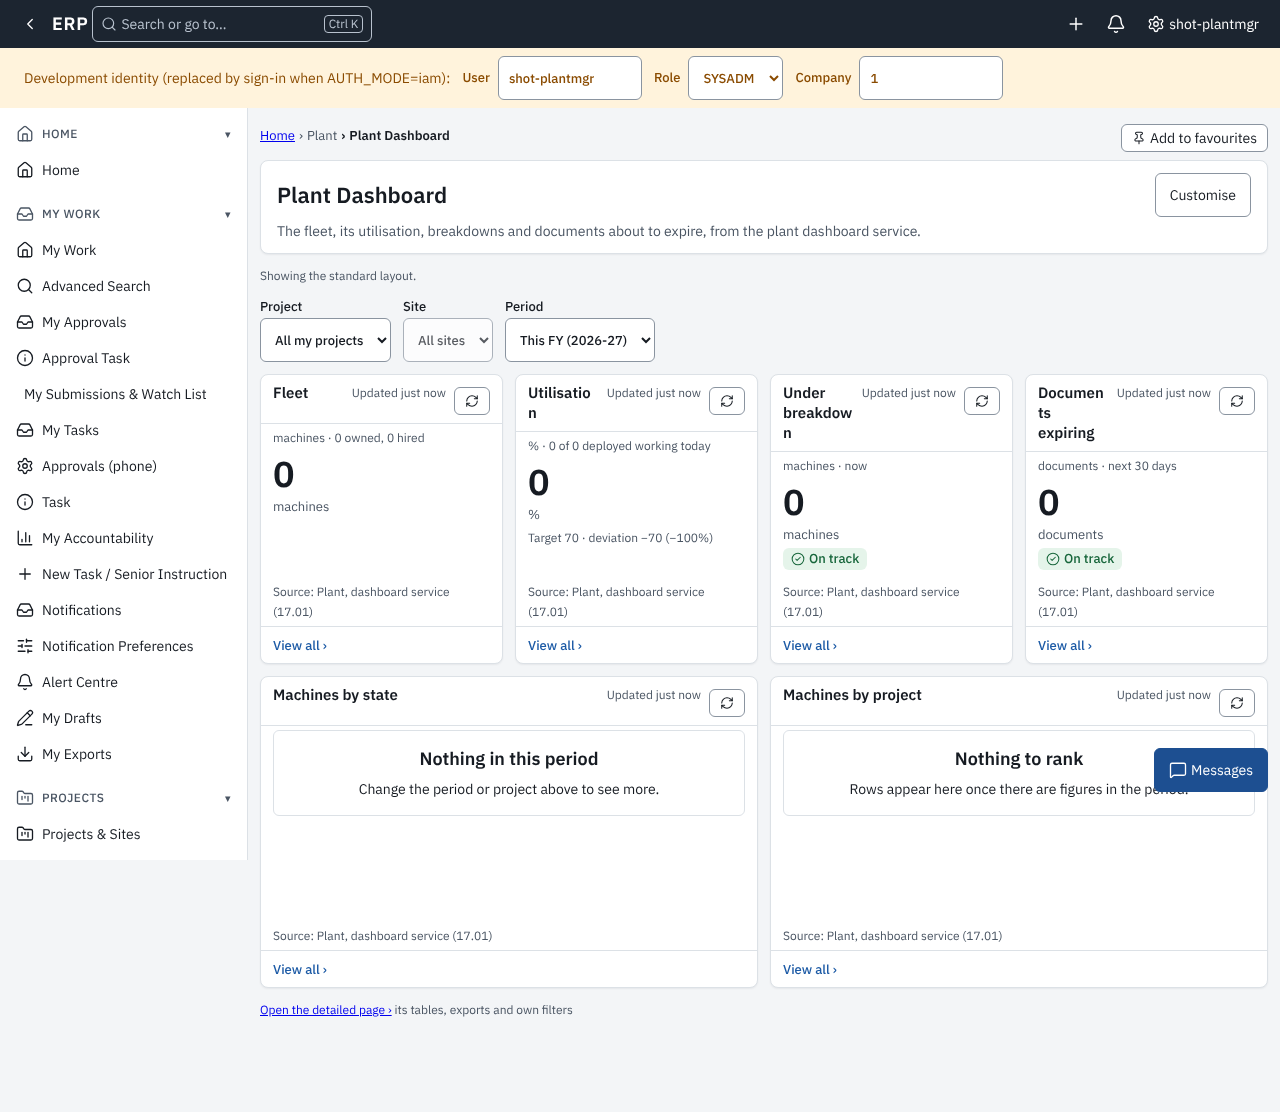 ERP
Search or go to...
Ctrl K
shot-plantmgr
Development identity (replaced by sign-in when AUTH_MODE=iam):
User
shot-plantmgr
Role
SYSADM
Company
1
HOME
Home
MY WORK
My Work
Advanced Search
My Approvals
Approval Task
My Submissions & Watch List
My Tasks
Approvals (phone)
Task
My Accountability
New Task / Senior Instruction
Notifications
Notification Preferences
Alert Centre
My Drafts
My Exports
PROJECTS
Projects & Sites
Home › Plant › Plant Dashboard
Add to favourites
Plant Dashboard
Customise
The fleet, its utilisation, breakdowns and documents about to expire, from the plant dashboard service.
Showing the standard layout.
Project
All my projects
Site
All sites
Period
This FY (2026-27)
Fleet
Updated just now
machines · 0 owned, 0 hired
0
machines
Source: Plant, dashboard service
(17.01)
View all ›
Utilisatio
n
Updated just now
% · 0 of 0 deployed working today
0
%
Target 70 · deviation −70 (−100%)
Source: Plant, dashboard service
(17.01)
View all ›
Under
breakdow
n
Updated just now
machines · now
0
machines
On track
Source: Plant, dashboard service
(17.01)
View all ›
Documen
ts
expiring
Updated just now
documents · next 30 days
0
documents
On track
Source: Plant, dashboard service
(17.01)
View all ›
Machines by state
Updated just now
Nothing in this period
Change the period or project above to see more.
Source: Plant, dashboard service (17.01)
View all ›
Machines by project
Updated just now
Nothing to rank
Rows appear here once there are figures in the period.
Messages
Source: Plant, dashboard service (17.01)
View all ›
Open the detailed page › its tables, exports and own filters